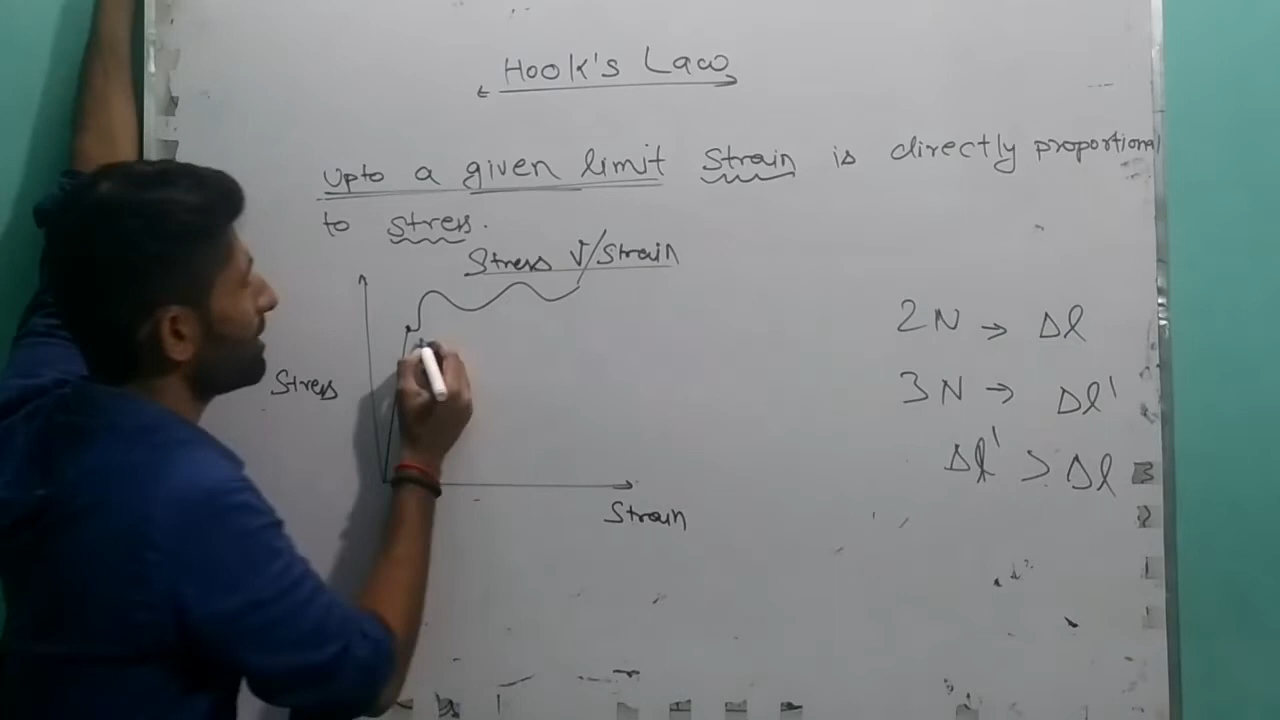 Hook's Law
Upto a given limit Strain is directly proportional
to stress.
Stress V/Strain
Stress
Strain
2N → Δl
3N → Δl'
Δl' > Δl